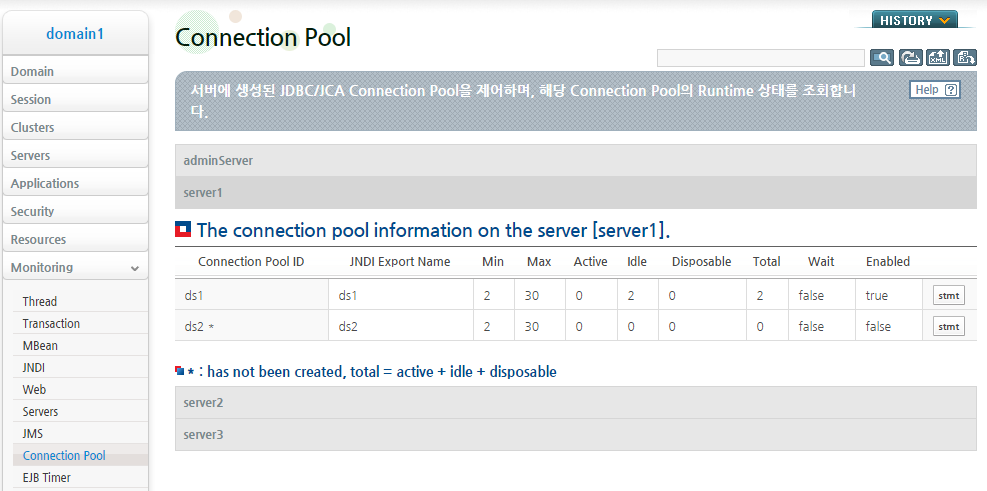 domain1
Domain
Session
Clusters
Servers
Applications
Security
Resources
Monitoring
Thread
Transaction
MBean
JNDI
Web
Servers
JMS
Connection Pool
EJB Timer
HISTORY
Connection Pool
XML
서버에 생성된 JDBC/JCA Connection Pool을 제어하며, 해당 Connection Pool의 Runtime 상태를 조회합니
다.
Help ?
adminServer
server1
The connection pool information on the server [server1].
Connection Pool ID JNDI Export Name Min Max Active Idle Disposable Total Wait Enabled
ds1 ds1 2 30 0 2 0 2 false true stmt
ds2 * ds2 2 30 0 0 0 0 false false stmt
* : has not been created, total = active + idle + disposable
server2
server3